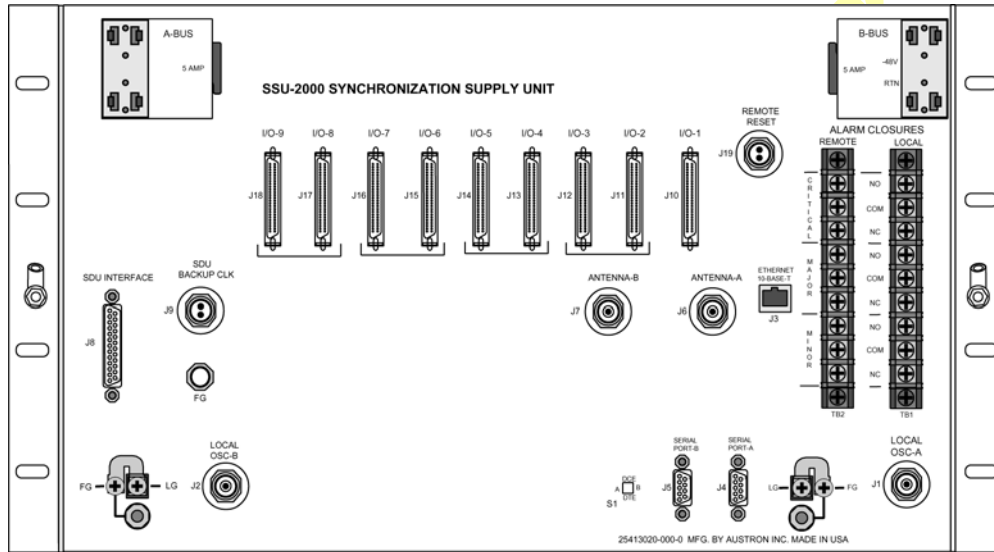 A-BUS
5 AMP
B-BUS
-48V
5 AMP
RTN
SSU-2000 SYNCHRONIZATION SUPPLY UNIT
REMOTE
RESET
J19
ALARM CLOSURES
REMOTE LOCAL
I/O-9 I/O-8 I/O-7 I/O-6 I/O-5 I/O-4 I/O-3 I/O-2 I/O-1
J18 J17 J16 J15 J14 J13 J12 J11 J10
CRITICAL
NO
COM
NC
MAJOR
NO
COM
NC
MINOR
NO
COM
NC
TB2 TB1
SDU INTERFACE
J8
SDU
BACKUP CLK
J9
FG
ANTENNA-B
J7
ANTENNA-A
J6
ETHERNET
10-BASE-T
J3
FG LG
LOCAL
OSC-B
J2
DCE
A B
DTE
S1
SERIAL
PORT-B
J5
SERIAL
PORT-A
J4
LG FG
LOCAL
OSC-A
J1
25413020-000-0 MFG. BY AUSTRON INC. MADE IN USA